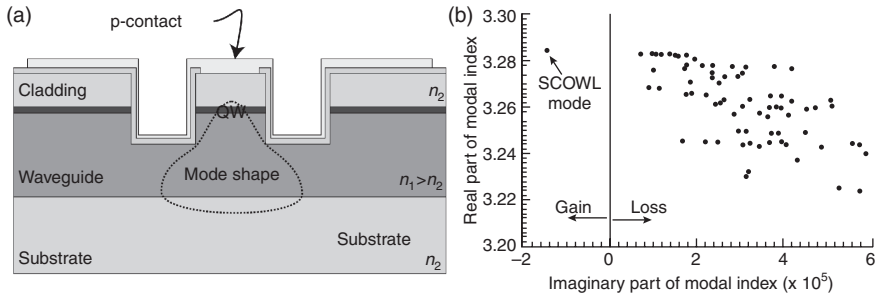 (a)
p-contact
Cladding
n2
QW
Waveguide
Mode shape
n1>n2
Substrate
Substrate
n2
(b)
Real part of modal index
3.30
3.28
3.26
3.24
3.22
3.20
SCOWL
mode
Gain
Loss
−2
0
2
4
6
Imaginary part of modal index (x 10^5)